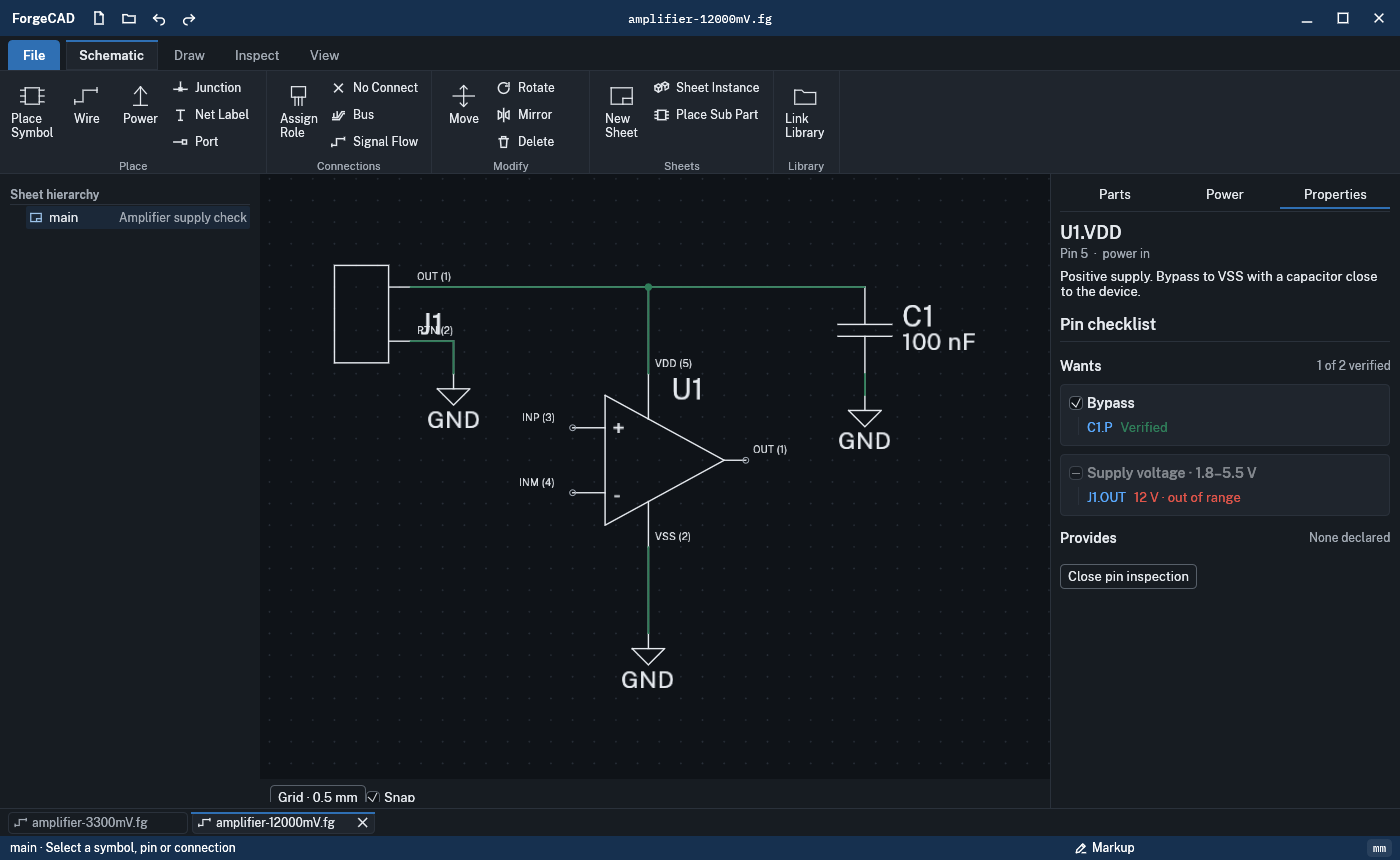 ForgeCAD
amplifier-12000mV.fg
File Schematic Draw Inspect View
Place Symbol
Wire
Power
Junction
Net Label
Port
Place
Assign Role
No Connect
Bus
Signal Flow
Connections
Move
Rotate
Mirror
Delete
Modify
New Sheet
Sheet Instance
Place Sub Part
Sheets
Link Library
Library
Sheet hierarchy
main Amplifier supply check
OUT (1)
J1
RTN (2)
GND
VDD (5)
U1
INP (3)
+
INM (4)
-
OUT (1)
VSS (2)
GND
C1
100 nF
GND
Grid · 0.5 mm Snap
Parts Power Properties
U1.VDD
Pin 5 · power in
Positive supply. Bypass to VSS with a capacitor close
to the device.
Pin checklist
Wants 1 of 2 verified
Bypass
C1.P Verified
Supply voltage · 1.8–5.5 V
J1.OUT 12 V · out of range
Provides None declared
Close pin inspection
amplifier-3300mV.fg amplifier-12000mV.fg
main · Select a symbol, pin or connection Markup mm